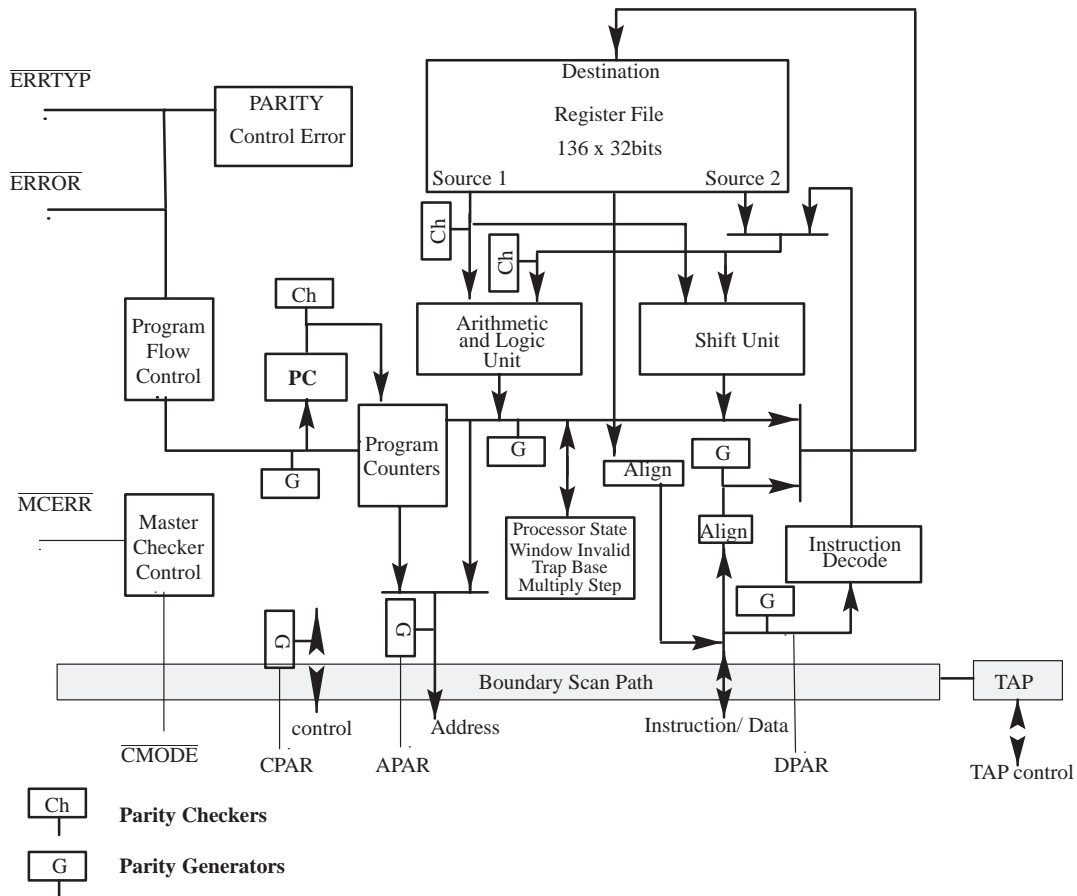 Destination
Register File
136 x 32bits
Source 1
Source 2
ERRTYP
PARITY
Control Error
ERROR
Ch
Ch
Ch
Program
Flow
Control
PC
Arithmetic
and Logic
Unit
Shift Unit
Program
Counters
G
G
G
Align
MCERR
Master
Checker
Control
Processor State
Window Invalid
Trap Base
Multiply Step
Align
Instruction
Decode
G
G
G
Boundary Scan Path
TAP
control
Address
Instruction/ Data
CMODE
CPAR
APAR
DPAR
TAP control
Ch
Parity Checkers
G
Parity Generators